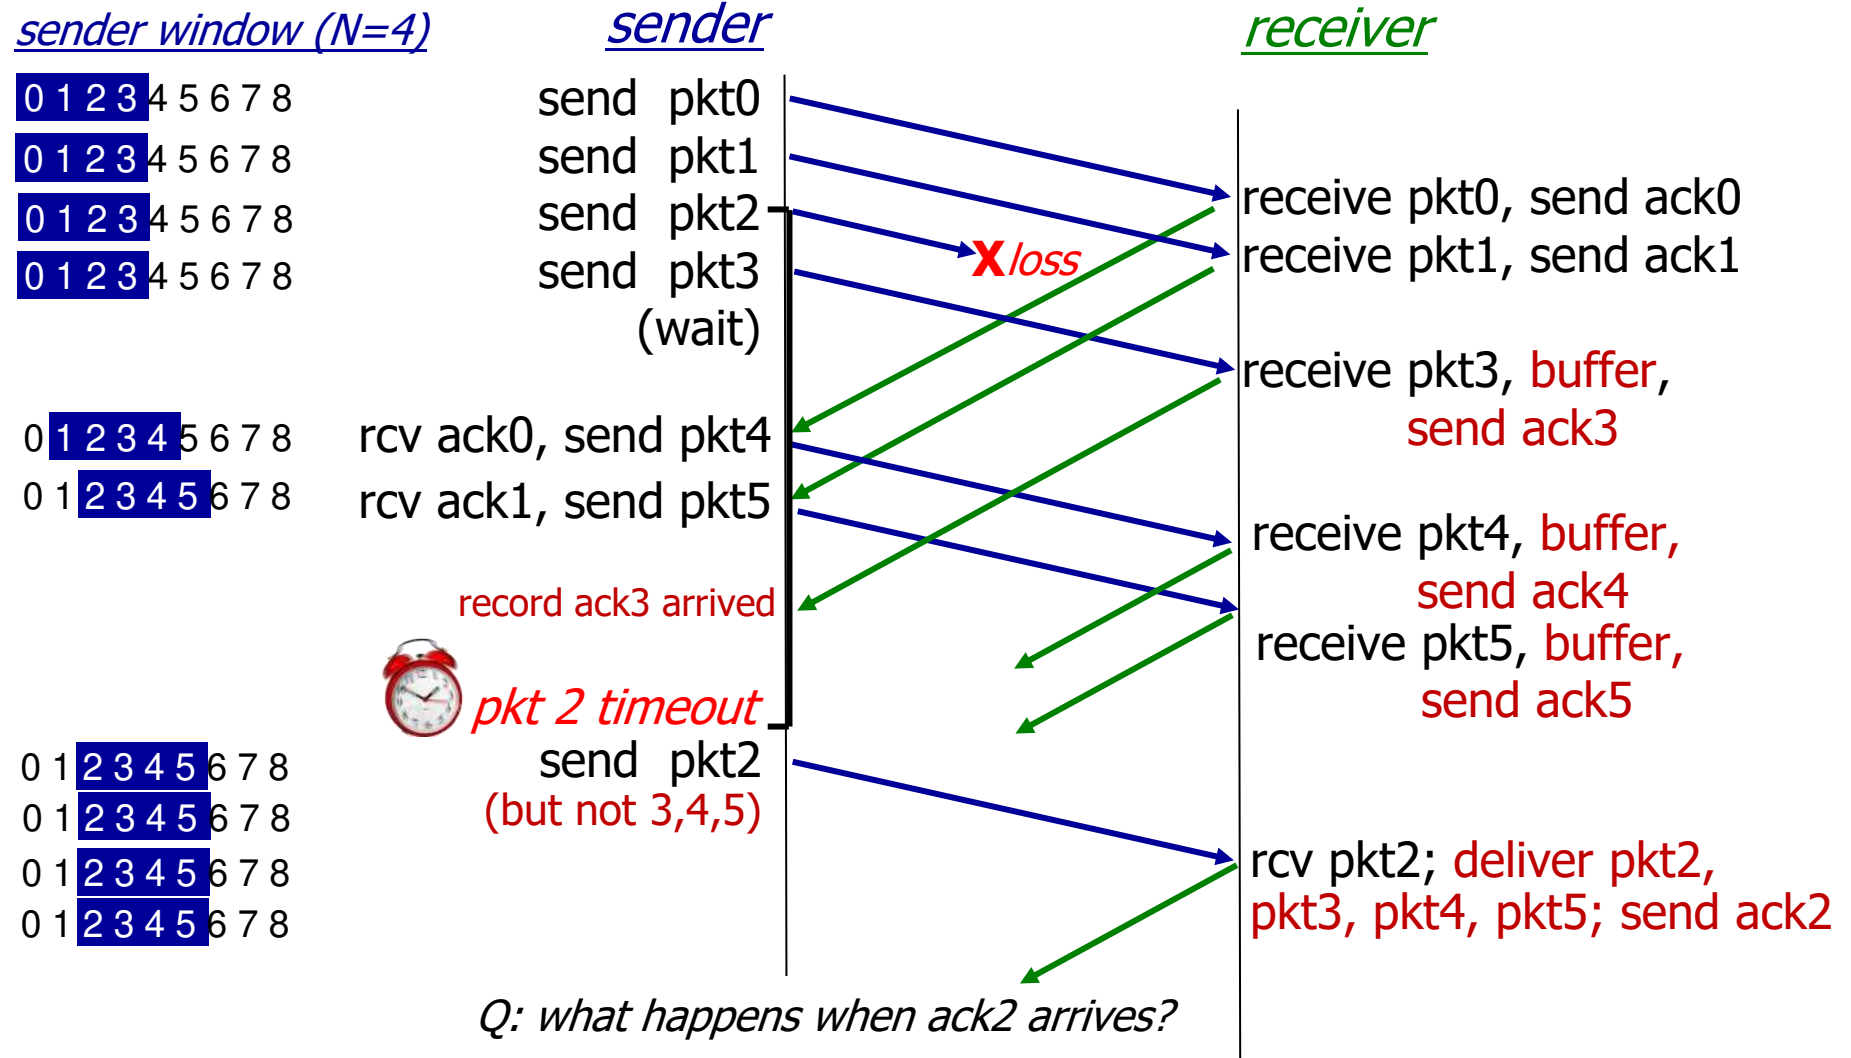 sender window (N=4)
sender
receiver
0 1 2 3 4 5 6 7 8
send pkt0
0 1 2 3 4 5 6 7 8
send pkt1
receive pkt0, send ack0
0 1 2 3 4 5 6 7 8
send pkt2
X loss
receive pkt1, send ack1
0 1 2 3 4 5 6 7 8
send pkt3
(wait)
receive pkt3, buffer,
send ack3
0 1 2 3 4 5 6 7 8
rcv ack0, send pkt4
0 1 2 3 4 5 6 7 8
rcv ack1, send pkt5
receive pkt4, buffer,
send ack4
record ack3 arrived
receive pkt5, buffer,
send ack5
pkt 2 timeout
0 1 2 3 4 5 6 7 8
send pkt2
0 1 2 3 4 5 6 7 8
(but not 3,4,5)
0 1 2 3 4 5 6 7 8
rcv pkt2; deliver pkt2,
0 1 2 3 4 5 6 7 8
pkt3, pkt4, pkt5; send ack2
Q: what happens when ack2 arrives?